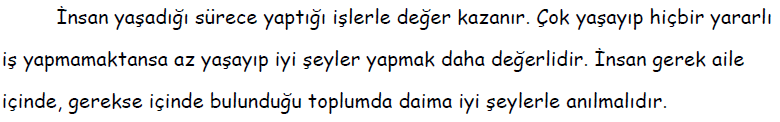 İnsan yaşadığı sürece yaptığı işlerle değer kazanır. Çok yaşayıp hiçbir yararlı
iş yapmamaktansa az yaşayıp iyi şeyler yapmak daha değerlidir. İnsan gerek aile
içinde, gerekse içinde bulunduğu toplumda daima iyi şeylerle anılmalıdır.